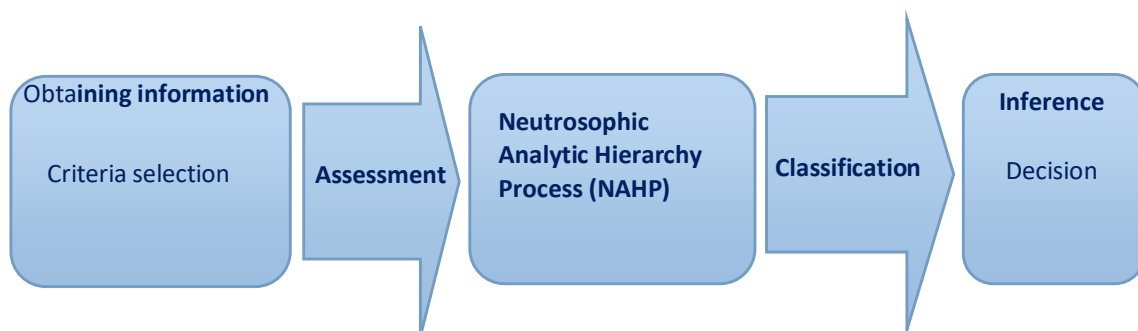 Obtaining information
Criteria selection
Assessment
Neutrosophic
Analytic Hierarchy
Process (NAHP)
Classification
Inference
Decision